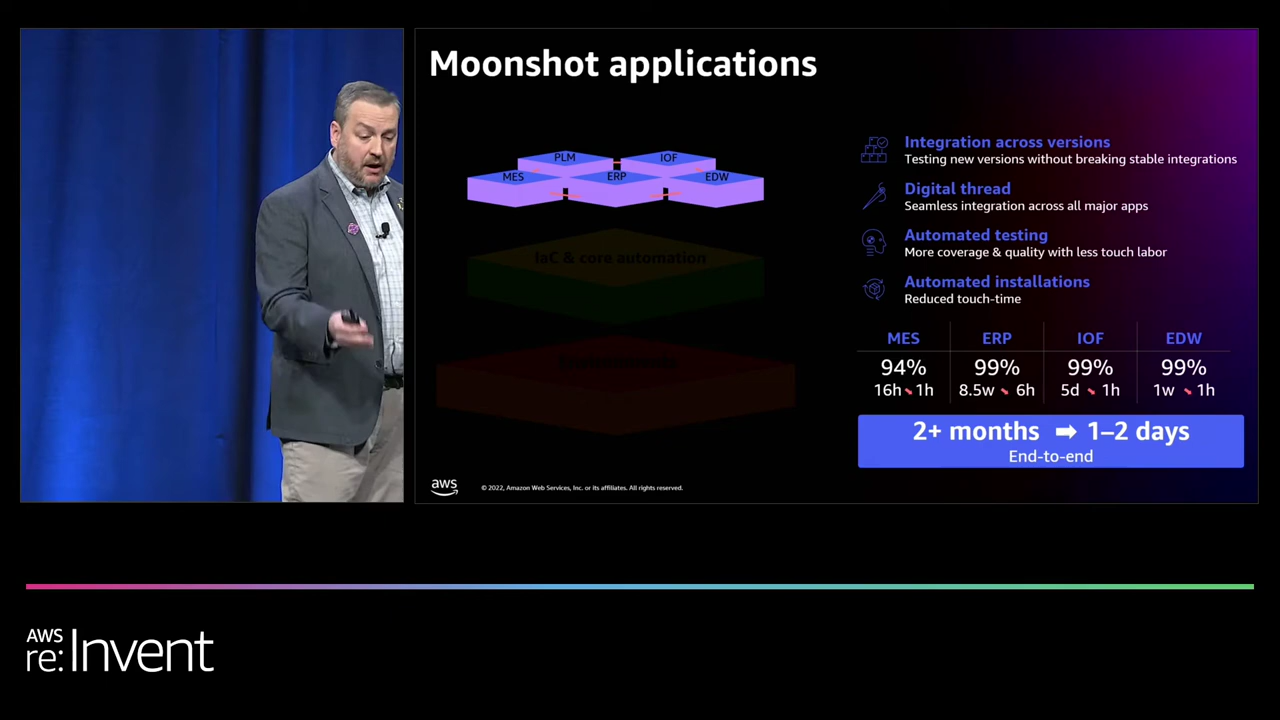 Moonshot applications
PLM
IOF
MES
ERP
EDW
IaC & core automation
Environments
Integration across versions
Testing new versions without breaking stable integrations
Digital thread
Seamless integration across all major apps
Automated testing
More coverage & quality with less touch labor
Automated installations
Reduced touch-time
MES ERP IOF EDW
94% 99% 99% 99%
16h ↘ 1h 8.5w ↘ 6h 5d ↘ 1h 1w ↘ 1h
2+ months ➡ 1–2 days
End-to-end
aws
© 2022, Amazon Web Services, Inc. or its affiliates. All rights reserved.
AWS
re:Invent